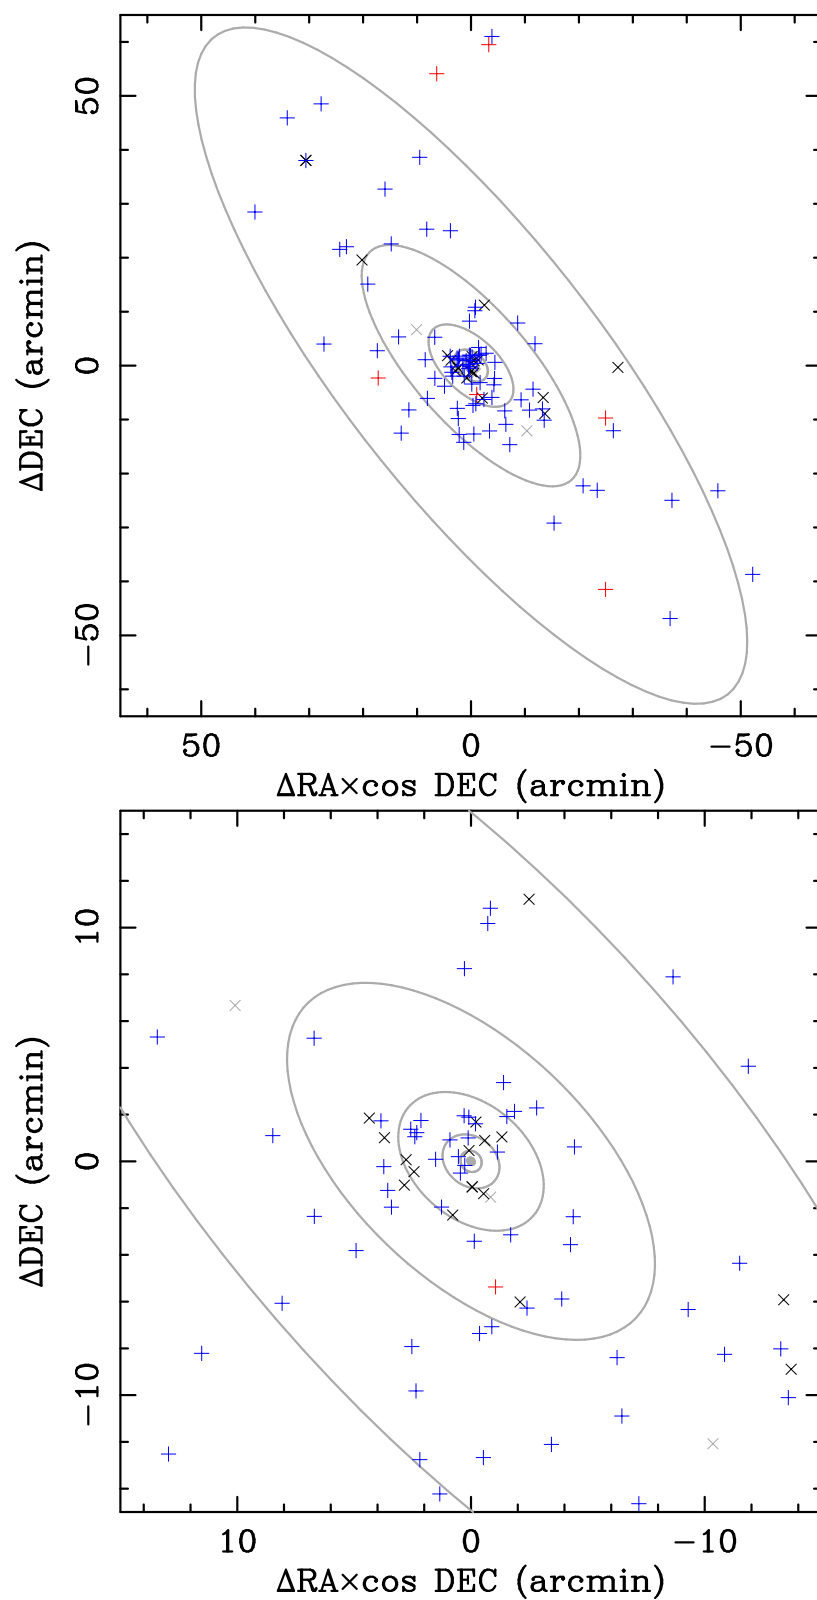 50
0
−50
ΔDEC (arcmin)
50 0 −50
ΔRA×cos DEC (arcmin)
10
0
−10
ΔDEC (arcmin)
10 0 −10
ΔRA×cos DEC (arcmin)